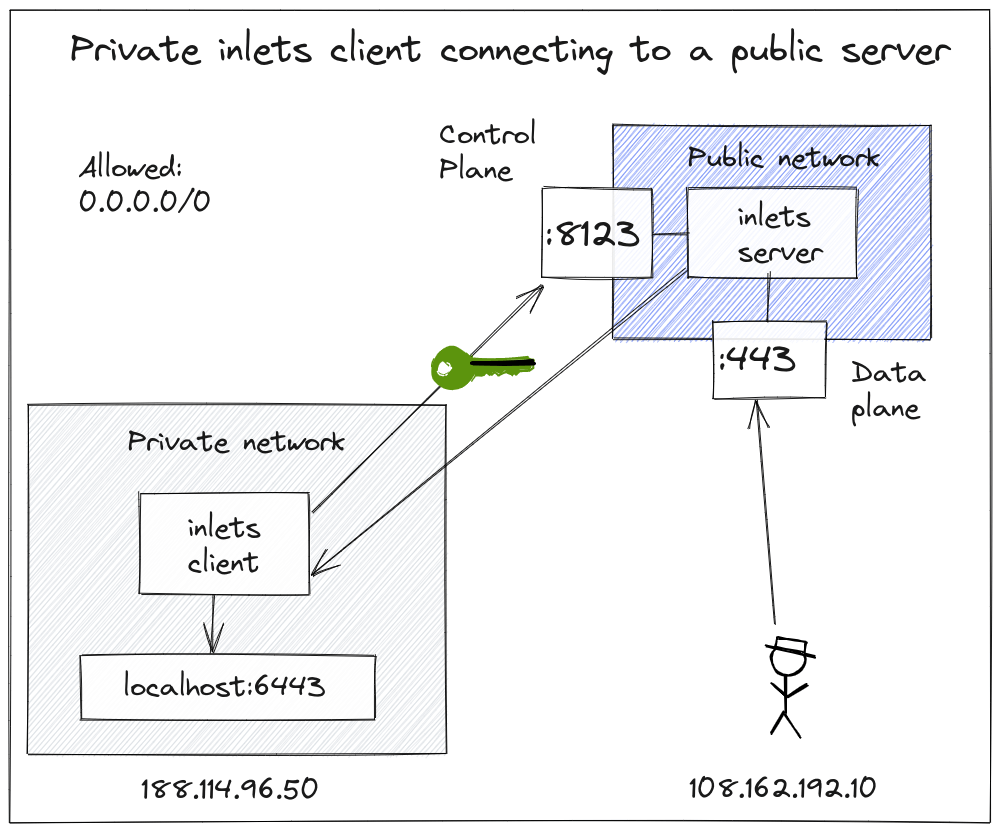 Private inlets client connecting to a public server
Control
Plane
Allowed:
0.0.0.0/0
Public network
:8123
inlets
server
:443
Data
plane
Private network
inlets
client
localhost:6443
188.114.96.50
108.162.192.10